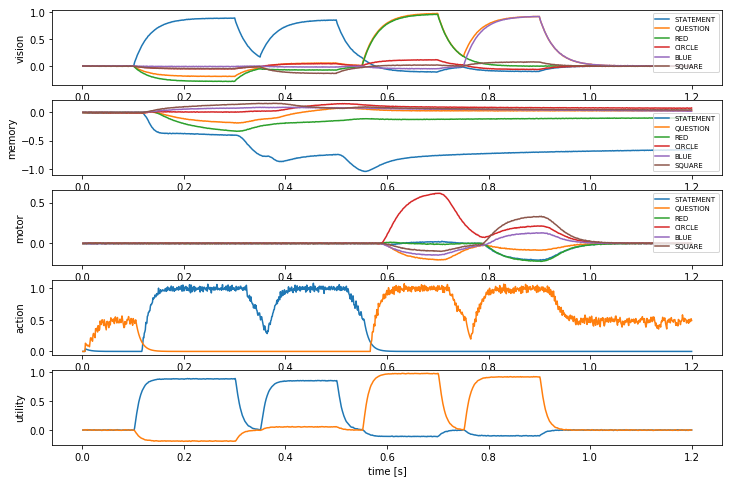 vision
1.0
0.5
0.0
STATEMENT
QUESTION
RED
CIRCLE
BLUE
SQUARE
0.0 0.2 0.4 0.6 0.8 1.0 1.2
memory
0.0
−0.5
−1.0
STATEMENT
QUESTION
RED
CIRCLE
BLUE
SQUARE
0.0 0.2 0.4 0.6 0.8 1.0 1.2
motor
0.5
0.0
STATEMENT
QUESTION
RED
CIRCLE
BLUE
SQUARE
0.0 0.2 0.4 0.6 0.8 1.0 1.2
action
1.0
0.5
0.0
0.0 0.2 0.4 0.6 0.8 1.0 1.2
utility
1.0
0.5
0.0
0.0 0.2 0.4 0.6 0.8 1.0 1.2
time [s]